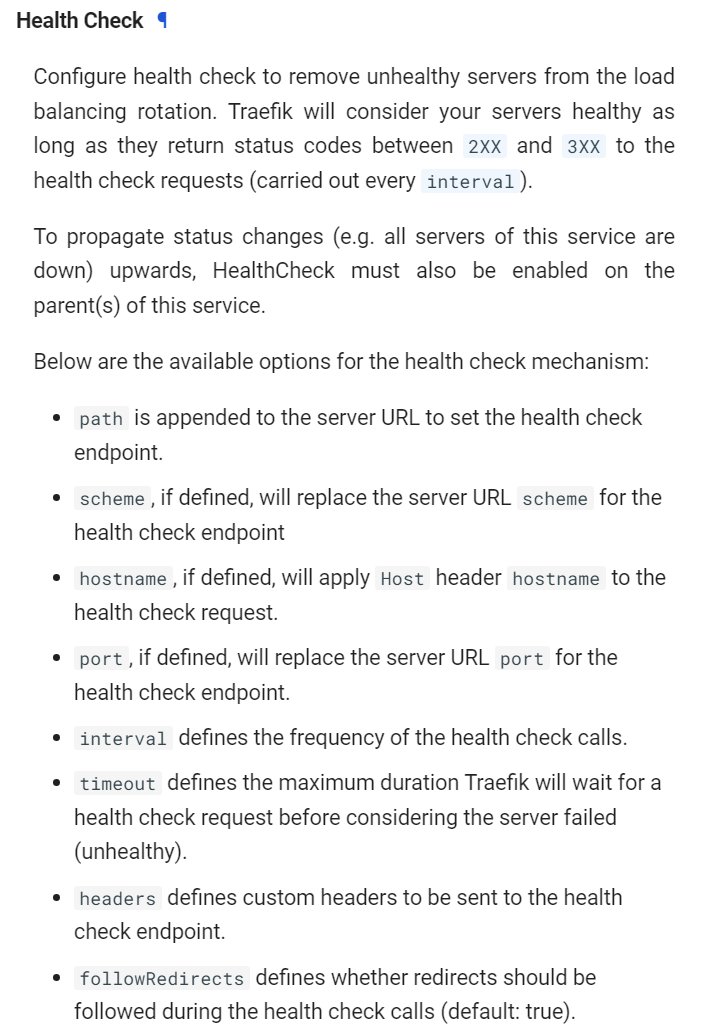 Health Check ¶
Configure health check to remove unhealthy servers from the load
balancing rotation. Traefik will consider your servers healthy as
long as they return status codes between 2XX and 3XX to the
health check requests (carried out every interval ).
To propagate status changes (e.g. all servers of this service are
down) upwards, HealthCheck must also be enabled on the
parent(s) of this service.
Below are the available options for the health check mechanism:
• path is appended to the server URL to set the health check
endpoint.
• scheme , if defined, will replace the server URL scheme for the
health check endpoint
• hostname , if defined, will apply Host header hostname to the
health check request.
• port , if defined, will replace the server URL port for the
health check endpoint.
• interval defines the frequency of the health check calls.
• timeout defines the maximum duration Traefik will wait for a
health check request before considering the server failed
(unhealthy).
• headers defines custom headers to be sent to the health
check endpoint.
• followRedirects defines whether redirects should be
followed during the health check calls (default: true).